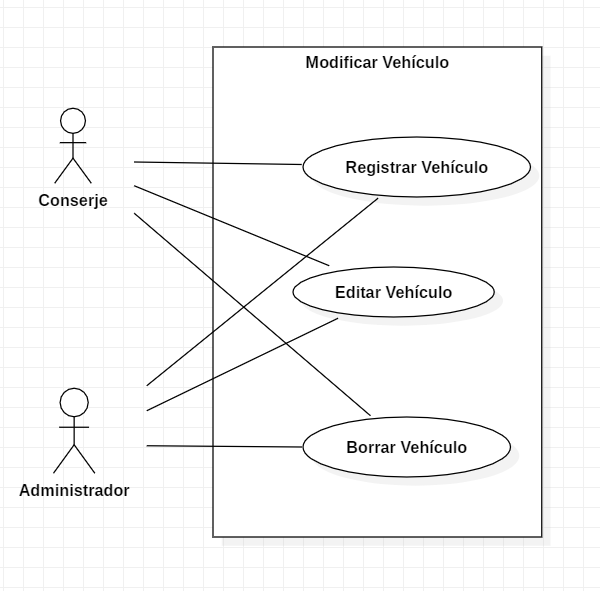 Modificar Vehículo
Registrar Vehículo
Conserje
Editar Vehículo
Borrar Vehículo
Administrador